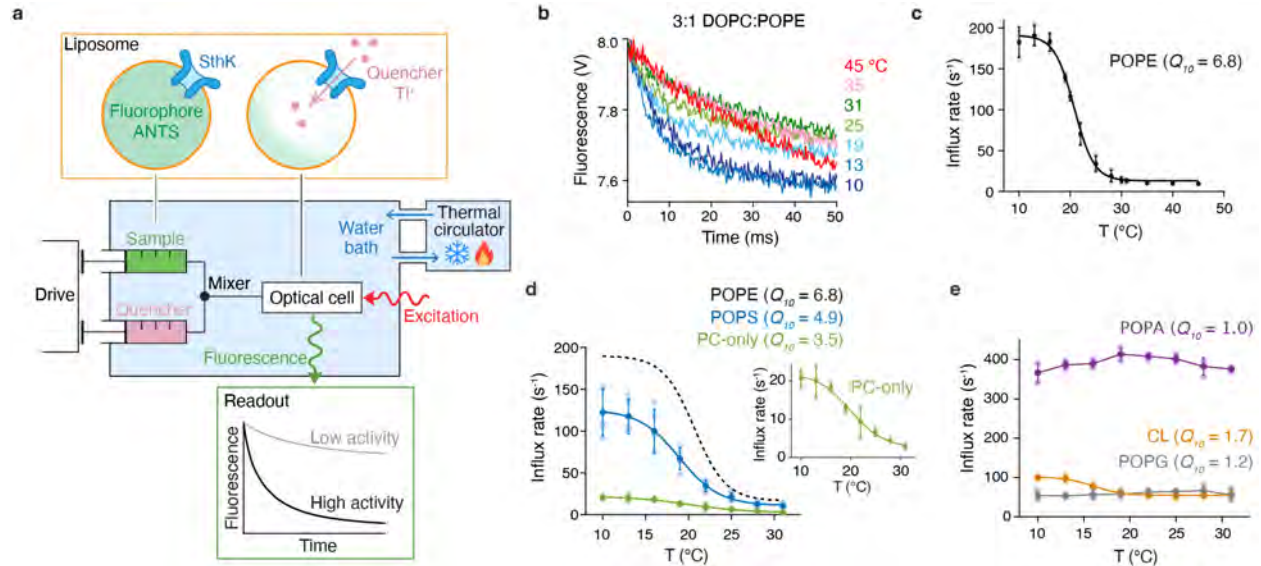 a
Liposome
SthK
Quencher
Tl⁺
Fluorophore
ANTS
Sample
Mixer
Drive
Quencher
Optical cell
Water
bath
Thermal
circulator
Excitation
Fluorescence
Readout
Low activity
High activity
Fluorescence
Time
b
3:1 DOPC:POPE
Fluorescence (V)
8.0
7.8
7.6
0 10 20 30 40 50
Time (ms)
45 °C
35
31
25
19
13
10
c
POPE (Q10 = 6.8)
Influx rate (s⁻¹)
200
150
100
50
0
10 20 30 40 50
T (°C)
d
POPE (Q10 = 6.8)
POPS (Q10 = 4.9)
PC-only (Q10 = 3.5)
Influx rate (s⁻¹)
200
150
100
50
0
10 15 20 25 30
T (°C)
PC-only
Influx rate (s⁻¹)
20
10
0
10 20 30
T (°C)
e
POPA (Q10 = 1.0)
CL (Q10 = 1.7)
POPG (Q10 = 1.2)
Influx rate (s⁻¹)
400
300
200
100
0
10 15 20 25 30
T (°C)